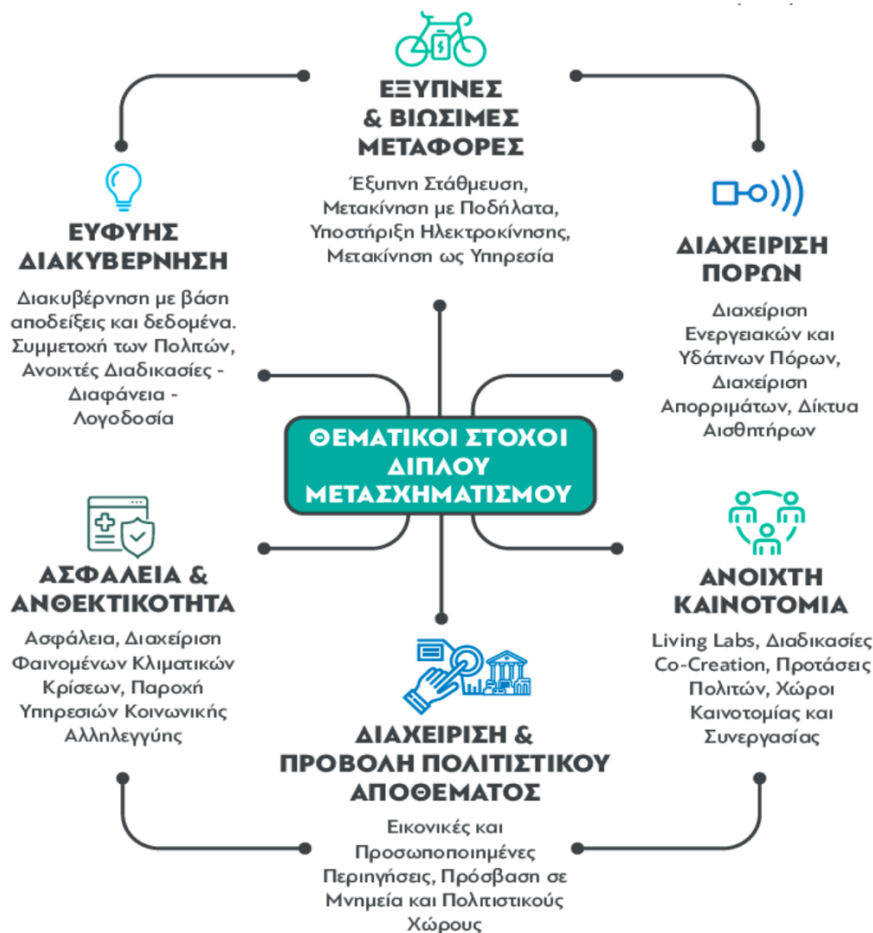 ΕΞΥΠΝΕΣ
& ΒΙΩΣΙΜΕΣ
ΜΕΤΑΦΟΡΕΣ
Έξυπνη Στάθμευση,
Μετακίνηση με Ποδήλατα,
Υποστήριξη Ηλεκτροκίνησης,
Μετακίνηση ως Υπηρεσία
ΕΥΦΥΗΣ
ΔΙΑΚΥΒΕΡΝΗΣΗ
Διακυβέρνηση με βάση
αποδείξεις και δεδομένα.
Συμμετοχή των Πολιτών,
Ανοιχτές Διαδικασίες -
Διαφάνεια -
Λογοδοσία
ΔΙΑΧΕΙΡΙΣΗ
ΠΟΡΩΝ
Διαχείριση
Ενεργειακών και
Υδάτινων Πόρων,
Διαχείριση
Απορριμάτων, Δίκτυα
Αισθητήρων
ΘΕΜΑΤΙΚΟΙ ΣΤΟΧΟΙ
ΔΙΠΛΟΥ
ΜΕΤΑΣΧΗΜΑΤΙΣΜΟΥ
ΑΣΦΑΛΕΙΑ &
ΑΝΘΕΚΤΙΚΟΤΗΤΑ
Ασφάλεια, Διαχείριση
Φαινομένων Κλιματικών
Κρίσεων, Παροχή
Υπηρεσιών Κοινωνικής
Αλληλεγγύης
ΑΝΟΙΧΤΗ
ΚΑΙΝΟΤΟΜΙΑ
Living Labs, Διαδικασίες
Co-Creation, Προτάσεις
Πολιτών, Χώροι
Καινοτομίας και
Συνεργασίας
ΔΙΑΧΕΙΡΙΣΗ &
ΠΡΟΒΟΛΗ ΠΟΛΙΤΙΣΤΙΚΟΥ
ΑΠΟΘΕΜΑΤΟΣ
Εικονικές και
Προσωποποιημένες
Περιηγήσεις, Πρόσβαση σε
Μνημεία και Πολιτιστικούς
Χώρους